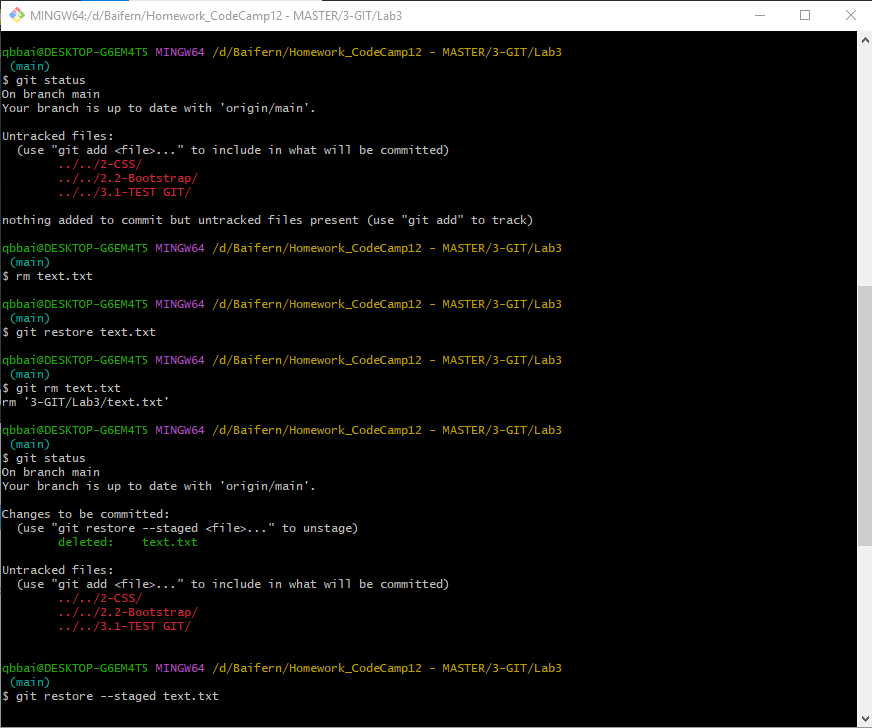 MINGW64:/d/Baifern/Homework_CodeCamp12 - MASTER/3-GIT/Lab3
qbbai@DESKTOP-G6EM4T5 MINGW64 /d/Baifern/Homework_CodeCamp12 - MASTER/3-GIT/Lab3
(main)
$ git status
On branch main
Your branch is up to date with 'origin/main'.
Untracked files:
(use "git add <file>..." to include in what will be committed)
../../2-CSS/
../../2.2-Bootstrap/
../../3.1-TEST GIT/
nothing added to commit but untracked files present (use "git add" to track)
qbbai@DESKTOP-G6EM4T5 MINGW64 /d/Baifern/Homework_CodeCamp12 - MASTER/3-GIT/Lab3
(main)
$ rm text.txt
qbbai@DESKTOP-G6EM4T5 MINGW64 /d/Baifern/Homework_CodeCamp12 - MASTER/3-GIT/Lab3
(main)
$ git restore text.txt
qbbai@DESKTOP-G6EM4T5 MINGW64 /d/Baifern/Homework_CodeCamp12 - MASTER/3-GIT/Lab3
(main)
$ git rm text.txt
rm '3-GIT/Lab3/text.txt'
qbbai@DESKTOP-G6EM4T5 MINGW64 /d/Baifern/Homework_CodeCamp12 - MASTER/3-GIT/Lab3
(main)
$ git status
On branch main
Your branch is up to date with 'origin/main'.
Changes to be committed:
(use "git restore --staged <file>..." to unstage)
deleted:    text.txt
Untracked files:
(use "git add <file>..." to include in what will be committed)
../../2-CSS/
../../2.2-Bootstrap/
../../3.1-TEST GIT/
qbbai@DESKTOP-G6EM4T5 MINGW64 /d/Baifern/Homework_CodeCamp12 - MASTER/3-GIT/Lab3
(main)
$ git restore --staged text.txt